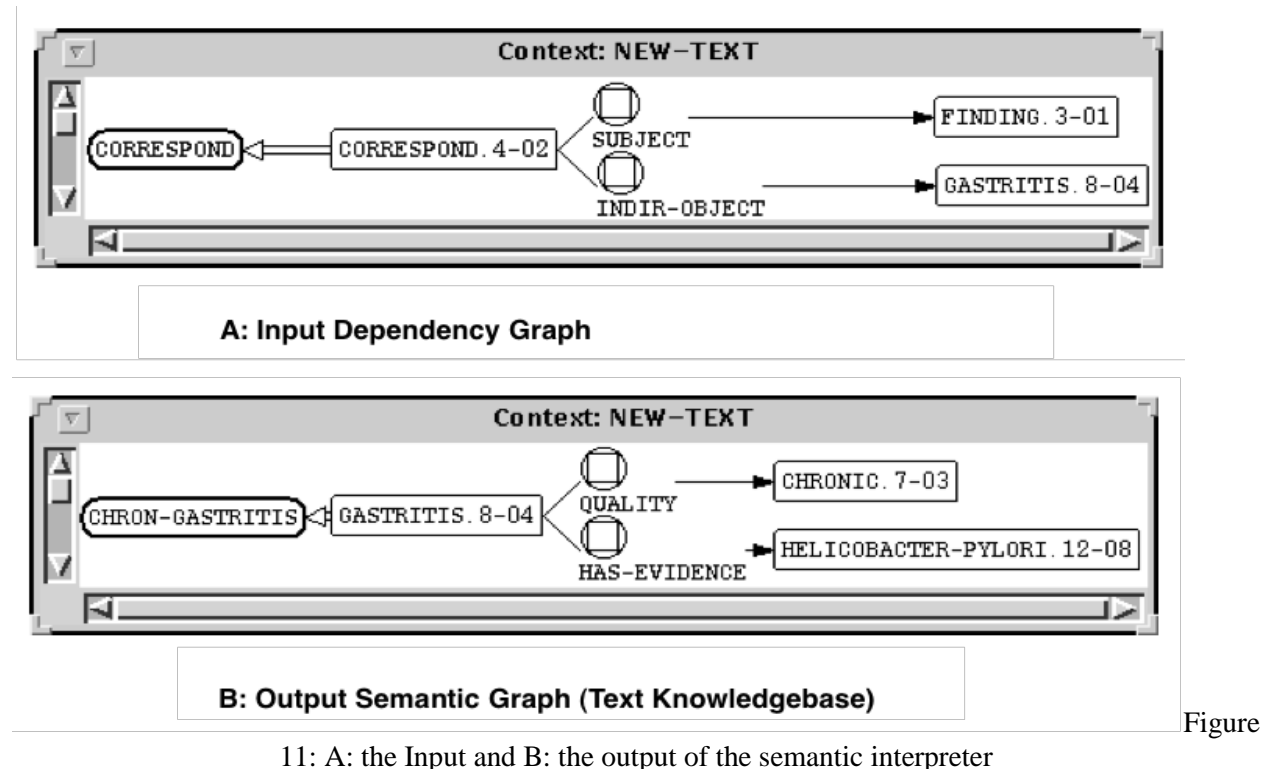 Context: NEW-TEXT
CORRESPOND
CORRESPOND.4-02
SUBJECT
FINDING.3-01
INDIR-OBJECT
GASTRITIS.8-04
A: Input Dependency Graph
Context: NEW-TEXT
CHRON-GASTRITIS
GASTRITIS.8-04
QUALITY
CHRONIC.7-03
HAS-EVIDENCE
HELICOBACTER-PYLORI.12-08
B: Output Semantic Graph (Text Knowledgebase)
Figure
11: A: the Input and B: the output of the semantic interpreter